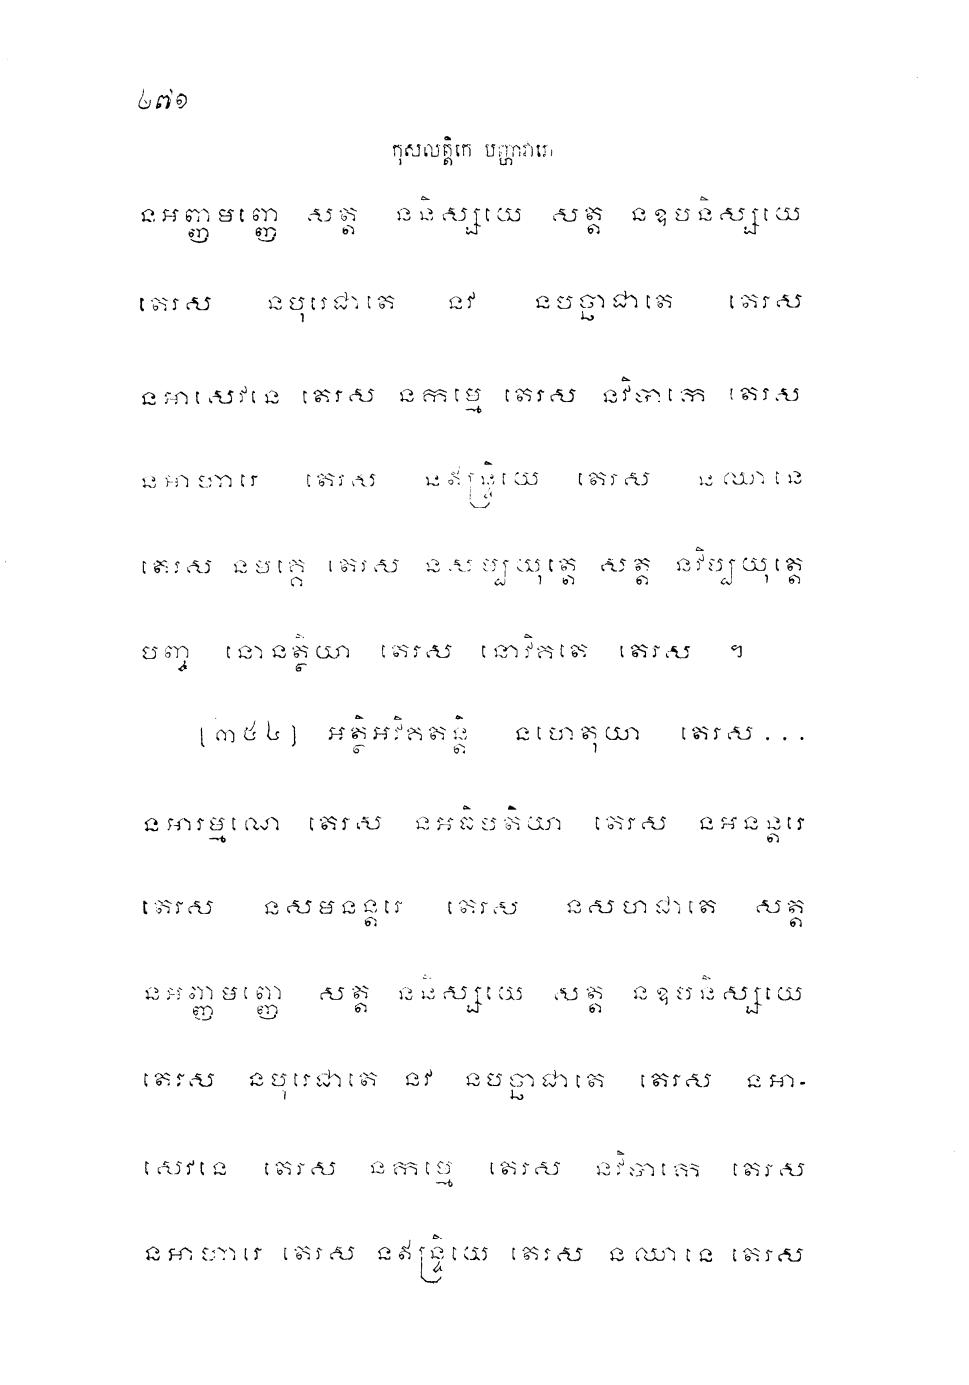 ៤៧១
កុសលត្តិកេ បញ្ហាវារេ
នអញ្ញមញ្ញេ សត្ត ននិស្សយេ សត្ត នឧបនិស្សយេ
តេរស នបុរេជាតេ នវ នបច្ឆាជាតេ តេរស
នអាសេវនេ តេរស នកម្មេ តេរស នវិបាកេ តេរស
នអាហារេ តេរស នឥន្ទ្រិយេ តេរស នឈានេ
តេរស នមគ្គេ តេរស នសម្បយុត្តេ សត្ត នវិប្បយុត្តេ
បញ្ច នោនត្ថិយា តេរស នោវិគតេ តេរស ។
[៣៥៤] អត្ថិអវិគតន្តិ នហេតុយា តេរស...
នអារម្មណេ តេរស នអធិបតិយា តេរស នអនន្តរេ
តេរស នសមនន្តរេ តេរស នសហជាតេ សត្ត
នអញ្ញមញ្ញេ សត្ត ននិស្សយេ សត្ត នឧបនិស្សយេ
តេរស នបុរេជាតេ នវ នបច្ឆាជាតេ តេរស នអា-
សេវនេ តេរស នកម្មេ តេរស នវិបាកេ តេរស
នអាហារេ តេរស នឥន្ទ្រិយេ តេរស នឈានេ តេរស